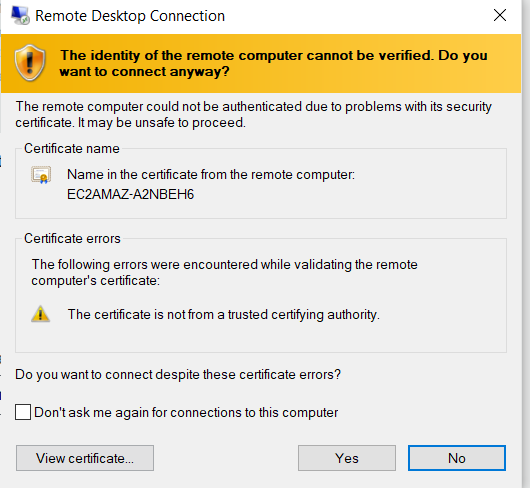 Remote Desktop Connection
The identity of the remote computer cannot be verified. Do you
want to connect anyway?
The remote computer could not be authenticated due to problems with its security
certificate. It may be unsafe to proceed.
Certificate name
Name in the certificate from the remote computer:
EC2AMAZ-A2NBEH6
Certificate errors
The following errors were encountered while validating the remote
computer's certificate:
The certificate is not from a trusted certifying authority.
Do you want to connect despite these certificate errors?
Don't ask me again for connections to this computer
View certificate...
Yes
No